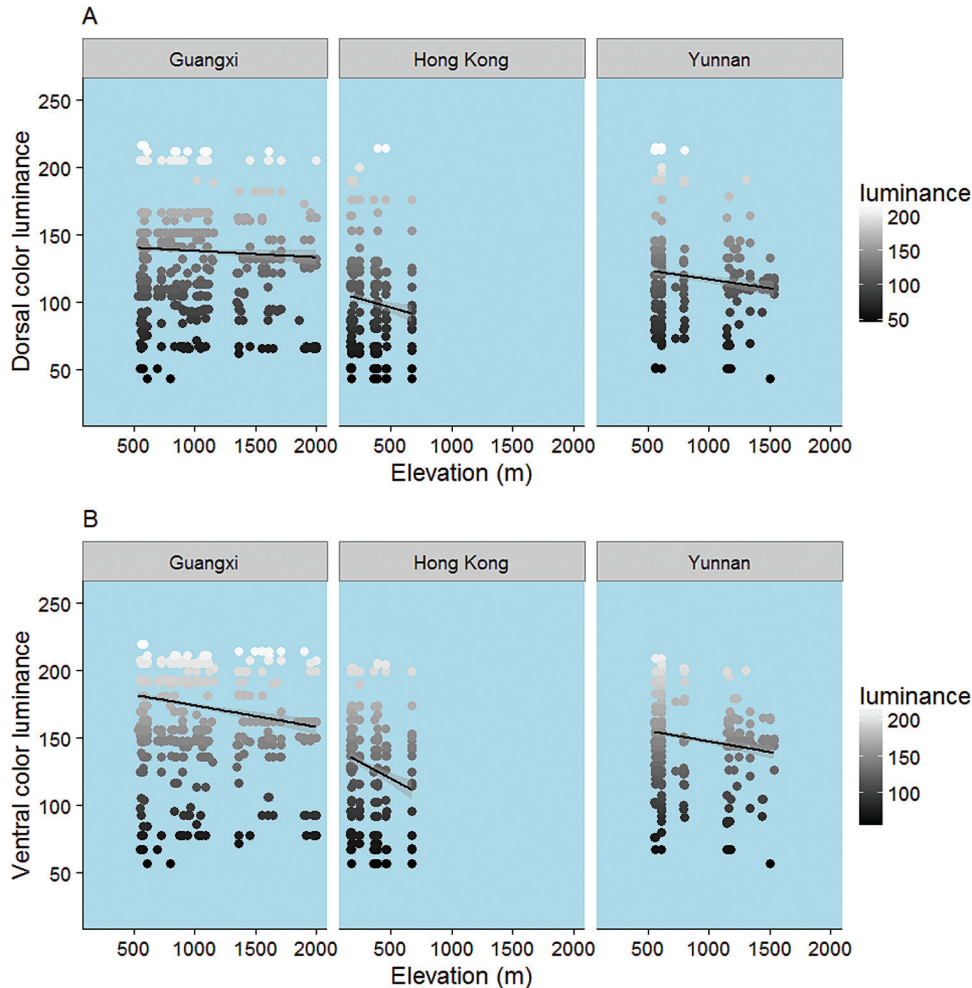 A
Guangxi Hong Kong Yunnan
250
200
150
100
50
Dorsal color luminance
500 1000 1500 2000 500 1000 1500 2000 500 1000 1500 2000
Elevation (m)
luminance
200
150
100
50
B
Guangxi Hong Kong Yunnan
250
200
150
100
50
Ventral color luminance
500 1000 1500 2000 500 1000 1500 2000 500 1000 1500 2000
Elevation (m)
luminance
200
150
100